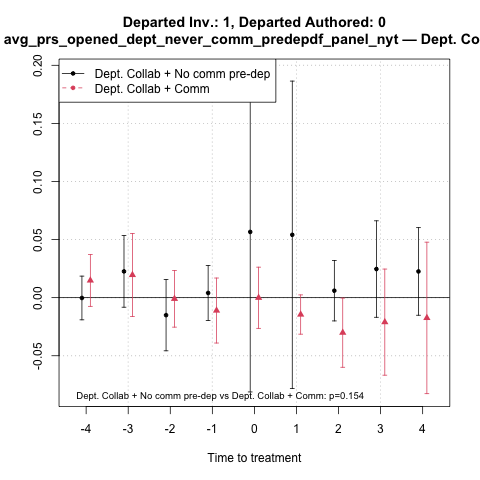 Departed Inv.: 1, Departed Authored: 0
avg_prs_opened_dept_never_comm_predepdf_panel_nyt — Dept. Co
Dept. Collab + No comm pre-dep
Dept. Collab + Comm
0.20
0.15
0.10
0.05
0.00
-0.05
Dept. Collab + No comm pre-dep vs Dept. Collab + Comm: p=0.154
-4 -3 -2 -1 0 1 2 3 4
Time to treatment